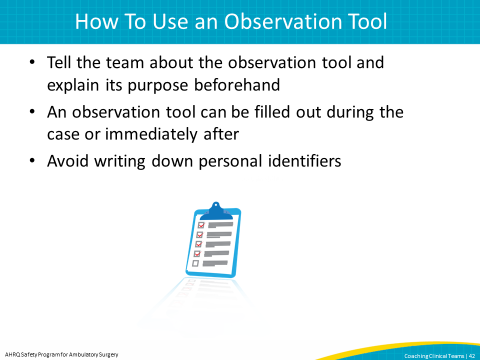 How To Use an Observation Tool
• Tell the team about the observation tool and
explain its purpose beforehand
• An observation tool can be filled out during the
case or immediately after
• Avoid writing down personal identifiers
AHRQ Safety Program for Ambulatory Surgery
Coaching Clinical Teams | 42